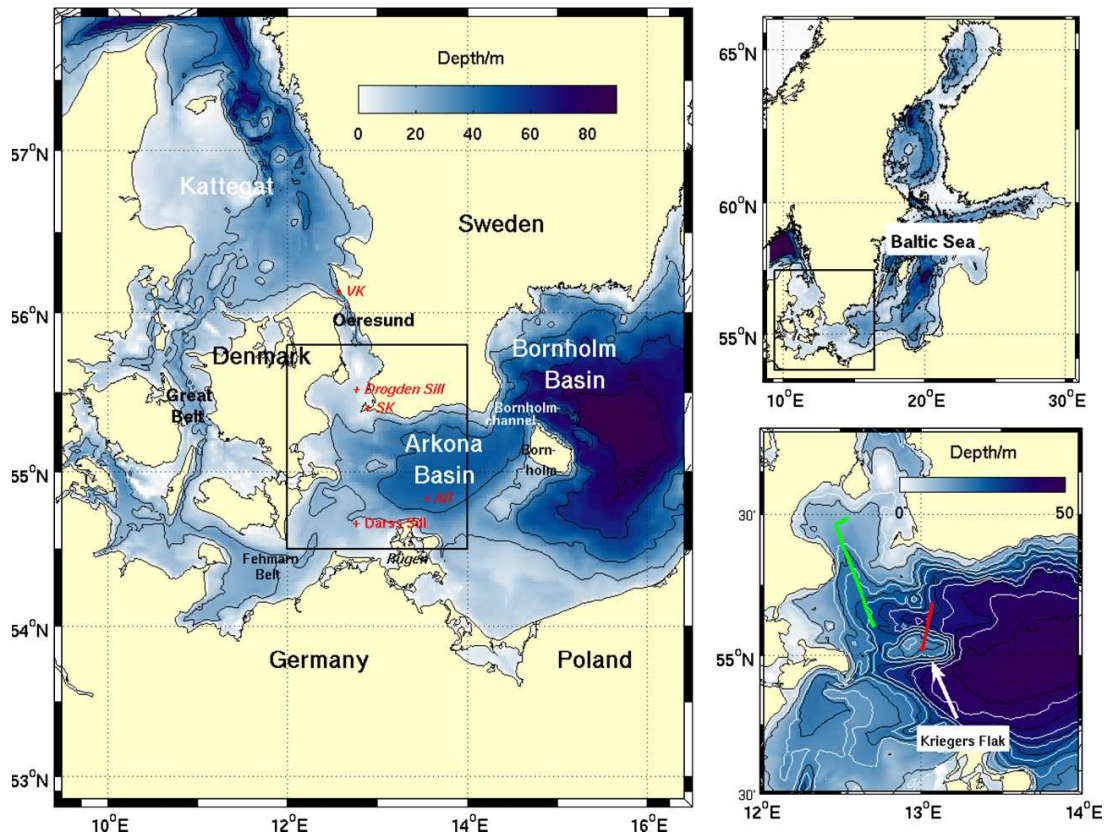 Depth/m
0 20 40 60 80
57°N
Kattegat
Sweden
VK
56°N
Oeresund
Denmark
Bornholm
Basin
Drogden Sill
Great
Belt
SK
Bornholm-
channel
Arkona
Basin
Born-
holm
55°N
AB
Darss Sill
Fehmarn
Belt
Rügen
54°N
Germany
Poland
53°N
10°E 12°E 14°E 16°E
65°N
60°N
Baltic Sea
55°N
10°E 20°E 30°E
Depth/m
0 50
30'
55°N
Kriegers Flak
30'
12°E 13°E 14°E